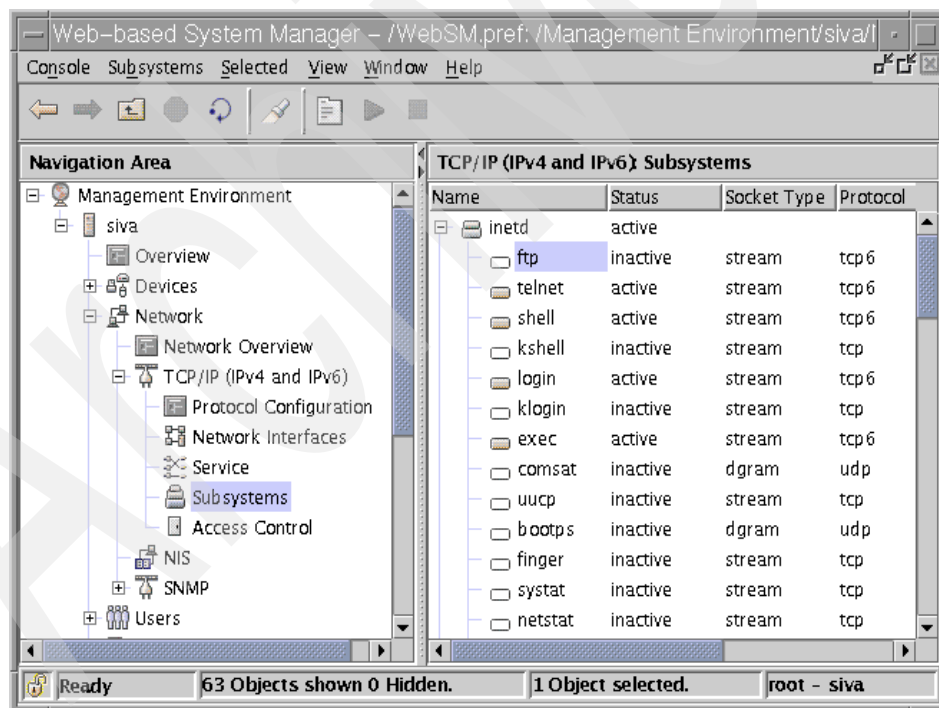 Web-based System Manager - /WebSM.pref: /Management Environment/siva/
Console Subsystems Selected View Window Help
Navigation Area
TCP/IP (IPv4 and IPv6): Subsystems
Management Environment
siva
Overview
Devices
Network
Network Overview
TCP/IP (IPv4 and IPv6)
Protocol Configuration
Network Interfaces
Service
Subsystems
Access Control
NIS
SNMP
Users
Name Status Socket Type Protocol
inetd active
ftp inactive stream tcp6
telnet active stream tcp6
shell active stream tcp6
kshell inactive stream tcp
login active stream tcp6
klogin inactive stream tcp
exec active stream tcp6
comsat inactive dgram udp
uucp inactive stream tcp
bootps inactive dgram udp
finger inactive stream tcp
systat inactive stream tcp
netstat inactive stream tcp
Ready 63 Objects shown 0 Hidden. 1 Object selected. root - siva